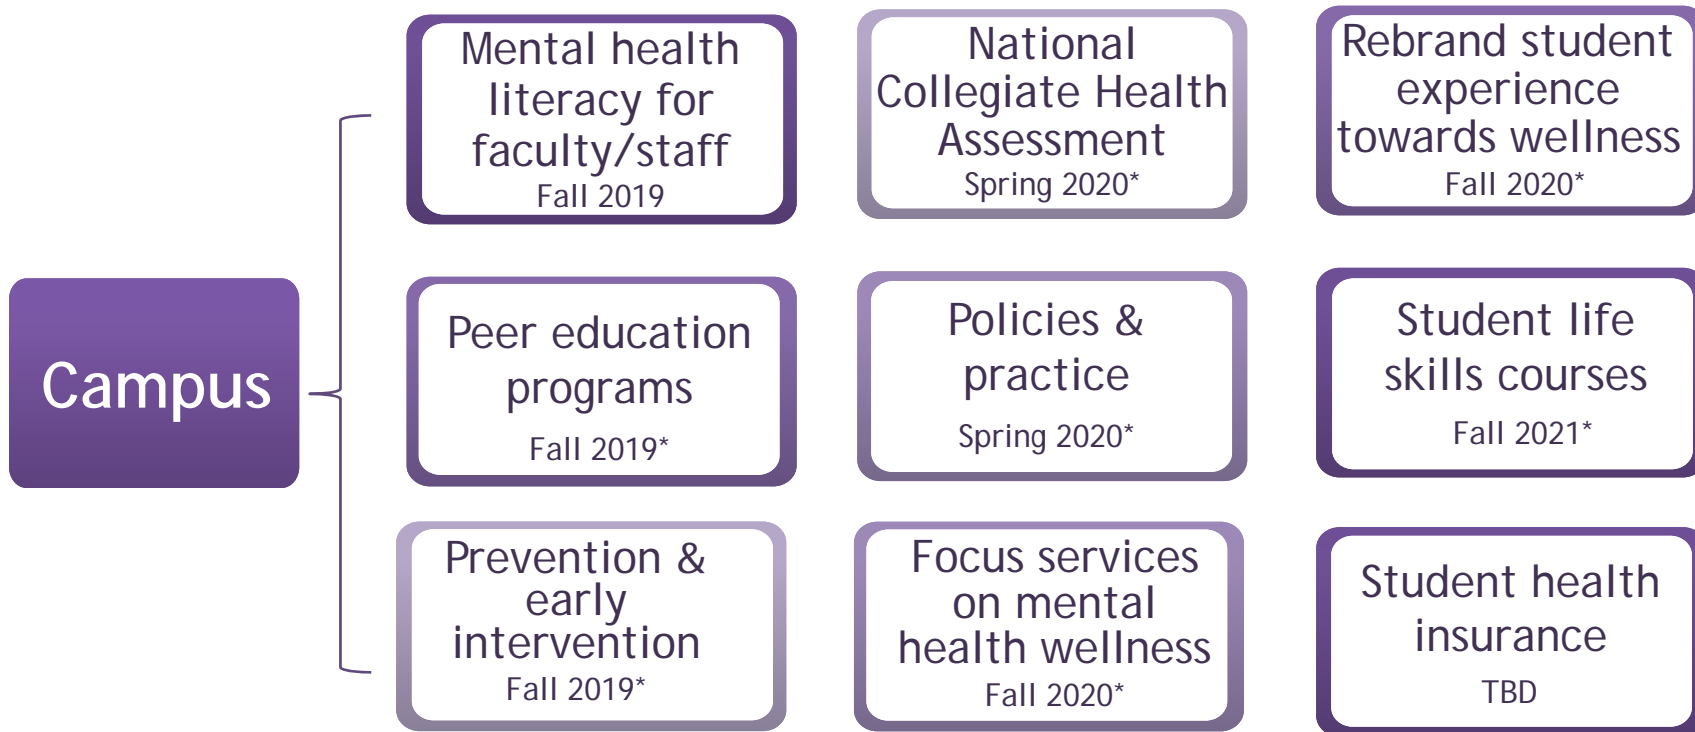 Campus
Mental health
literacy for
faculty/staff
Fall 2019
Peer education
programs
Fall 2019*
Prevention &
early
intervention
Fall 2019*
National
Collegiate Health
Assessment
Spring 2020*
Policies &
practice
Spring 2020*
Focus services
on mental
health wellness
Fall 2020*
Rebrand student
experience
towards wellness
Fall 2020*
Student life
skills courses
Fall 2021*
Student health
insurance
TBD